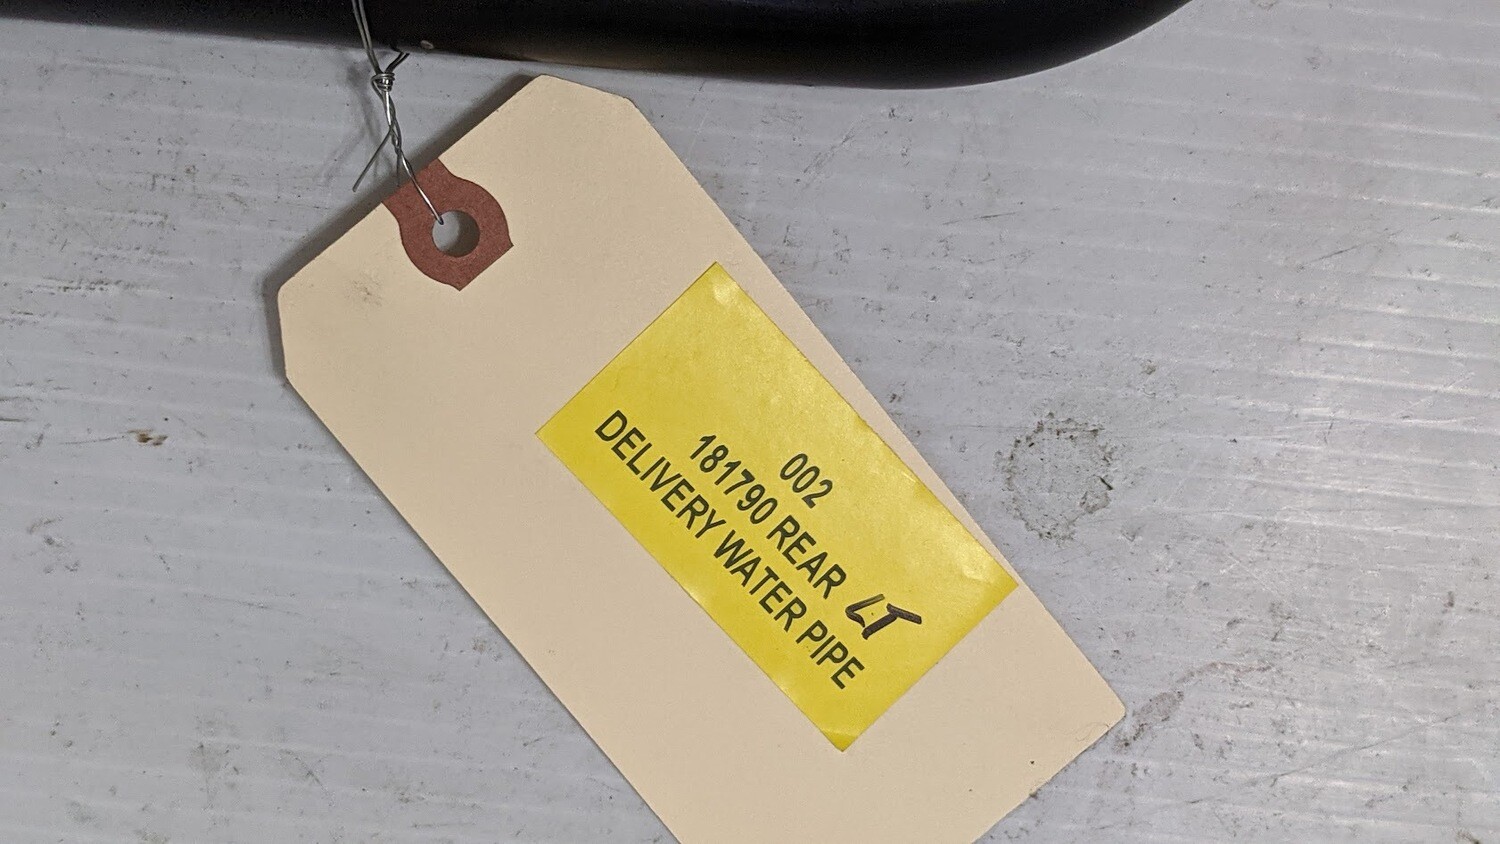 002
181790 REAR LT
DELIVERY WATER PIPE